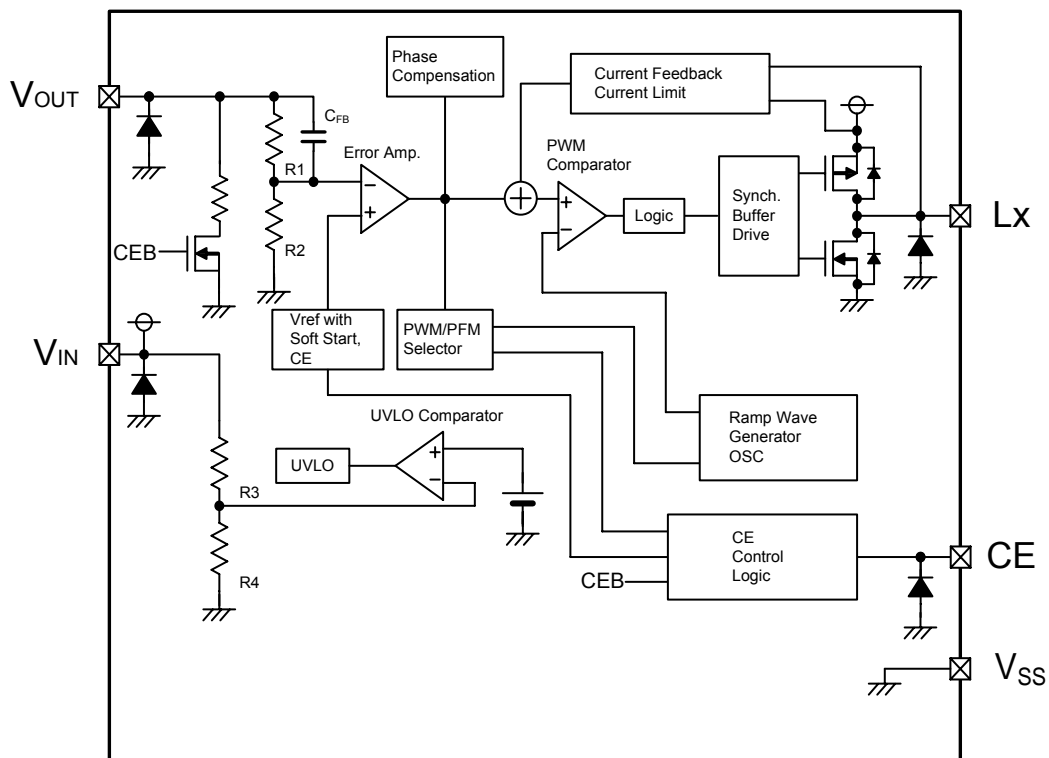 Phase
Compensation
Current Feedback
Current Limit
VOUT
CFB
R1
Error Amp.
PWM
Comparator
−
+
+
+
−
Logic
Synch.
Buffer
Drive
Lx
R2
CEB
Vref with
Soft Start,
CE
PWM/PFM
Selector
VIN
UVLO Comparator
Ramp Wave
Generator
OSC
UVLO
+
−
R3
CE
Control
Logic
CE
R4
CEB
VSS